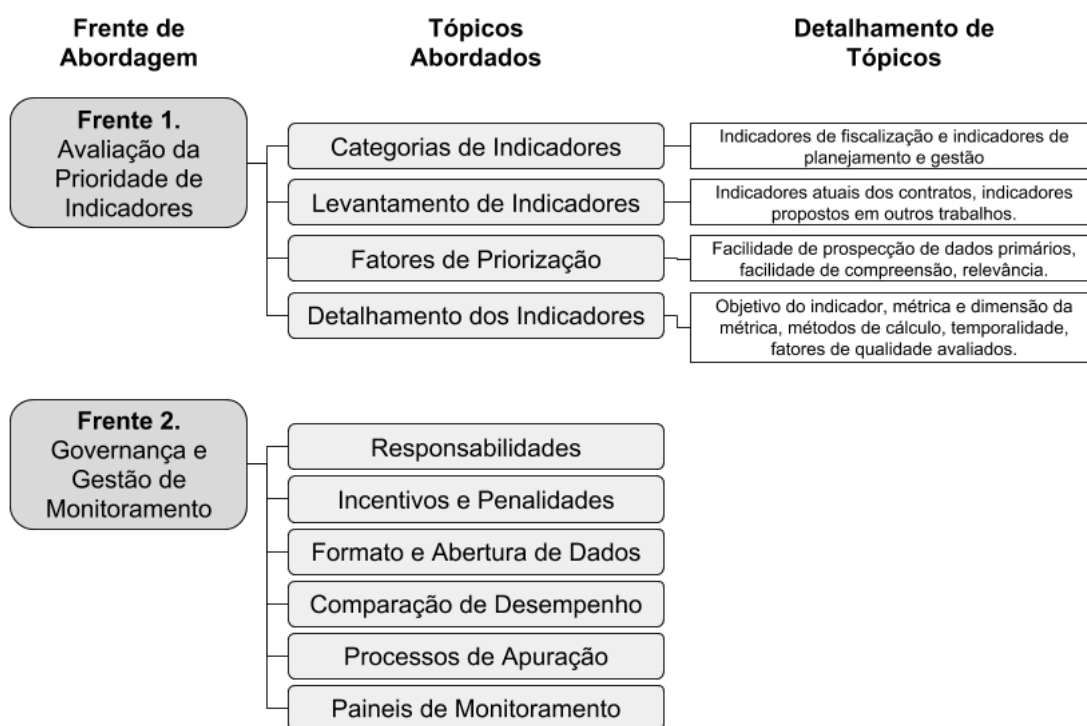 Frente de
Abordagem
Tópicos
Abordados
Detalhamento de
Tópicos
Frente 1.
Avaliação da
Prioridade de
Indicadores
Categorias de Indicadores
Indicadores de fiscalização e indicadores de
planejamento e gestão
Levantamento de Indicadores
Indicadores atuais dos contratos, indicadores
propostos em outros trabalhos.
Fatores de Priorização
Facilidade de prospecção de dados primários,
facilidade de compreensão, relevância.
Detalhamento dos Indicadores
Objetivo do indicador, métrica e dimensão da
métrica, métodos de cálculo, temporalidade,
fatores de qualidade avaliados.
Frente 2.
Governança e
Gestão de
Monitoramento
Responsabilidades
Incentivos e Penalidades
Formato e Abertura de Dados
Comparação de Desempenho
Processos de Apuração
Paineis de Monitoramento